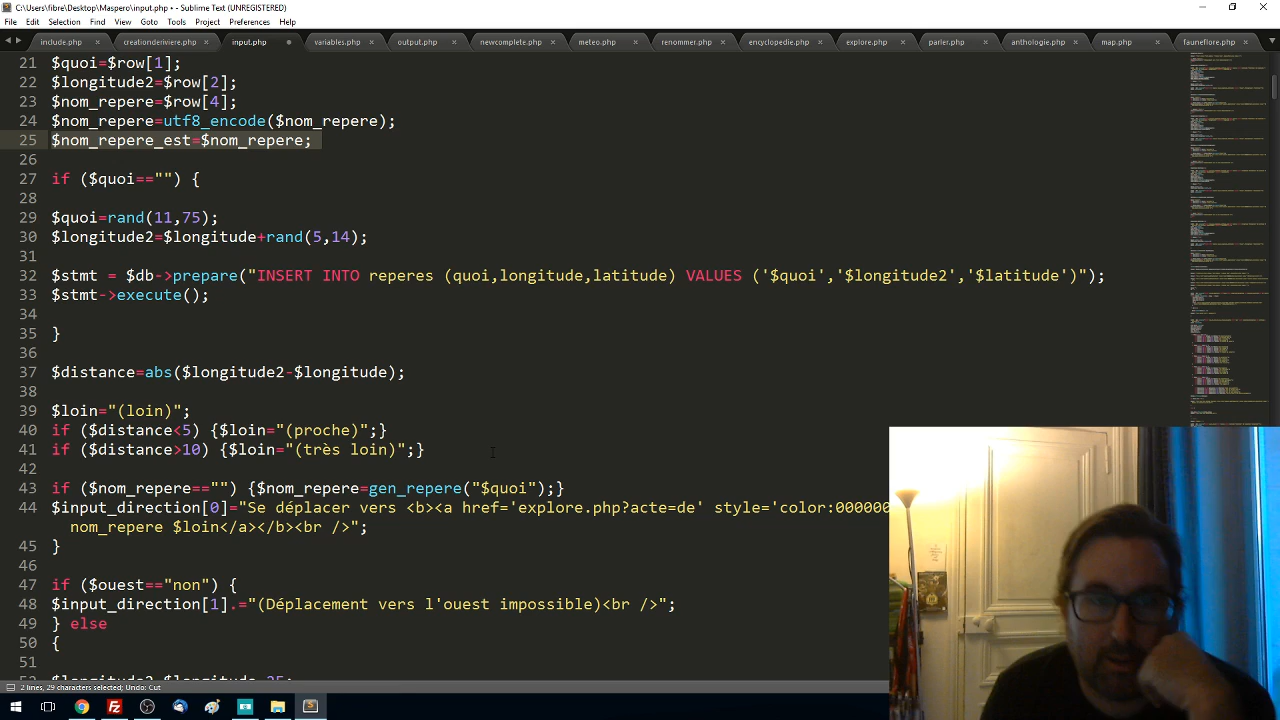 C:\Users\fibre\Desktop\Maspero\input.php • - Sublime Text (UNREGISTERED)
File Edit Selection Find View Goto Tools Project Preferences Help
include.php creationderiviere.php input.php variables.php output.php newcomplete.php meteo.php renommer.php encyclopedie.php explore.php parler.php anthologie.php map.php fauneflore.php
21 $quoi=$row[1];
22 $longitude2=$row[2];
23 $nom_repere=$row[4];
24 $nom_repere=utf8_encode($nom_repere);
25 $nom_repere_est=$nom_repere;
26
27 if ($quoi=="") {
28
29 $quoi=rand(11,75);
30 $longitude2=$longitude+rand(5,14);
31
32 $stmt = $db->prepare("INSERT INTO reperes (quoi,longitude,latitude) VALUES ('$quoi','$longitude2','$latitude')");
33 $stmt->execute();
34
35 }
36
37 $distance=abs($longitude2-$longitude);
38
39 $loin="(loin)";
40 if ($distance<5) {$loin="(proche)";}
41 if ($distance>10) {$loin="(très loin)";}
42
43 if ($nom_repere=="") {$nom_repere=gen_repere("$quoi");}
44 $input_direction[0]="Se déplacer vers <b><a href='explore.php?acte=de' style='color:000000
nom_repere $loin</a></b><br />";
45 }
46
47 if ($ouest=="non") {
48 $input_direction[1].="(Déplacement vers l'ouest impossible)<br />";
49 } else
50 {
51
2 lines, 29 characters selected; Undo: Cut